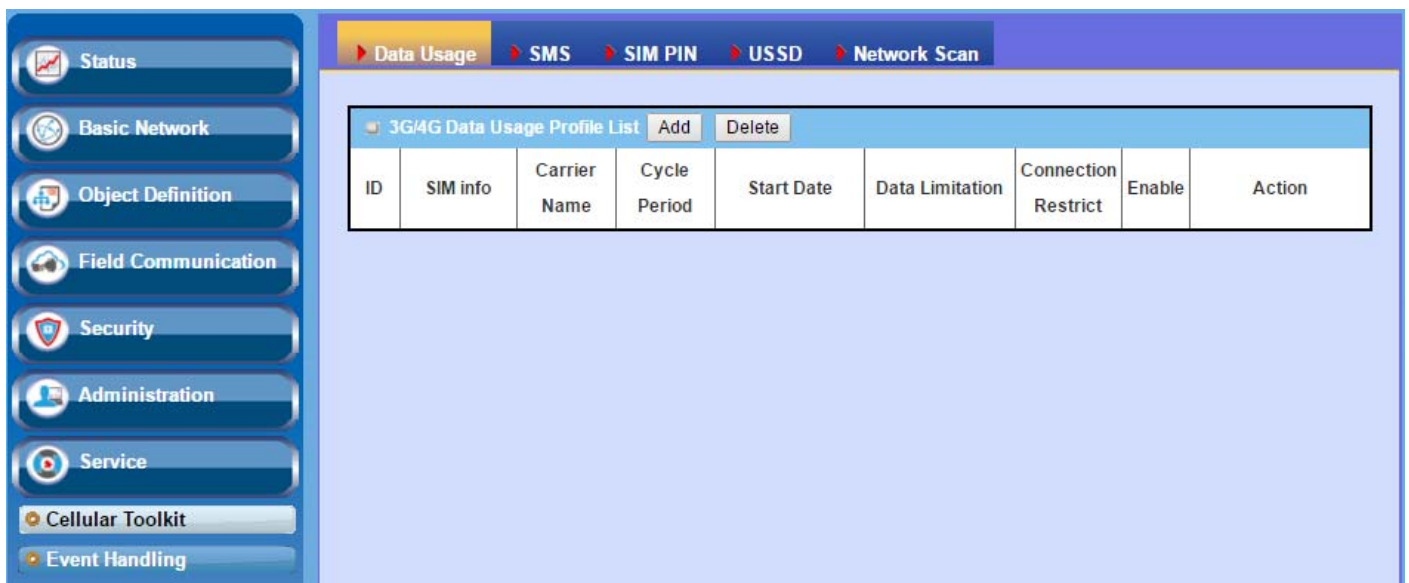 Status
Basic Network
Object Definition
Field Communication
Security
Administration
Service
Cellular Toolkit
Event Handling
Data Usage SMS SIM PIN USSD Network Scan
3G/4G Data Usage Profile List Add Delete
ID SIM info Carrier Name Cycle Period Start Date Data Limitation Connection Restrict Enable Action